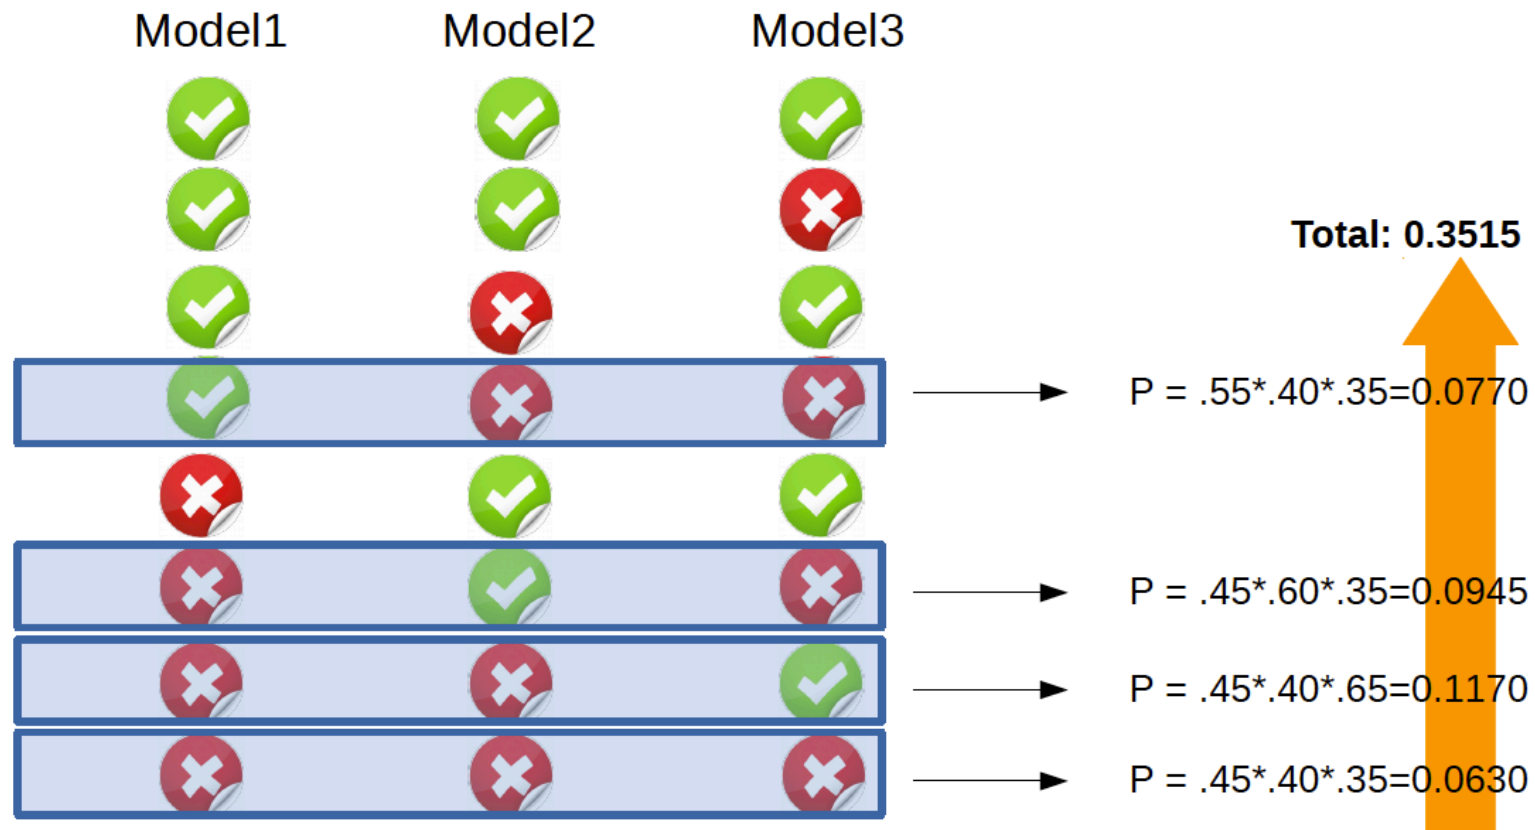 Model1 Model2 Model3
Total: 0.3515
P = .55*.40*.35=0.0770
P = .45*.60*.35=0.0945
P = .45*.40*.65=0.1170
P = .45*.40*.35=0.0630